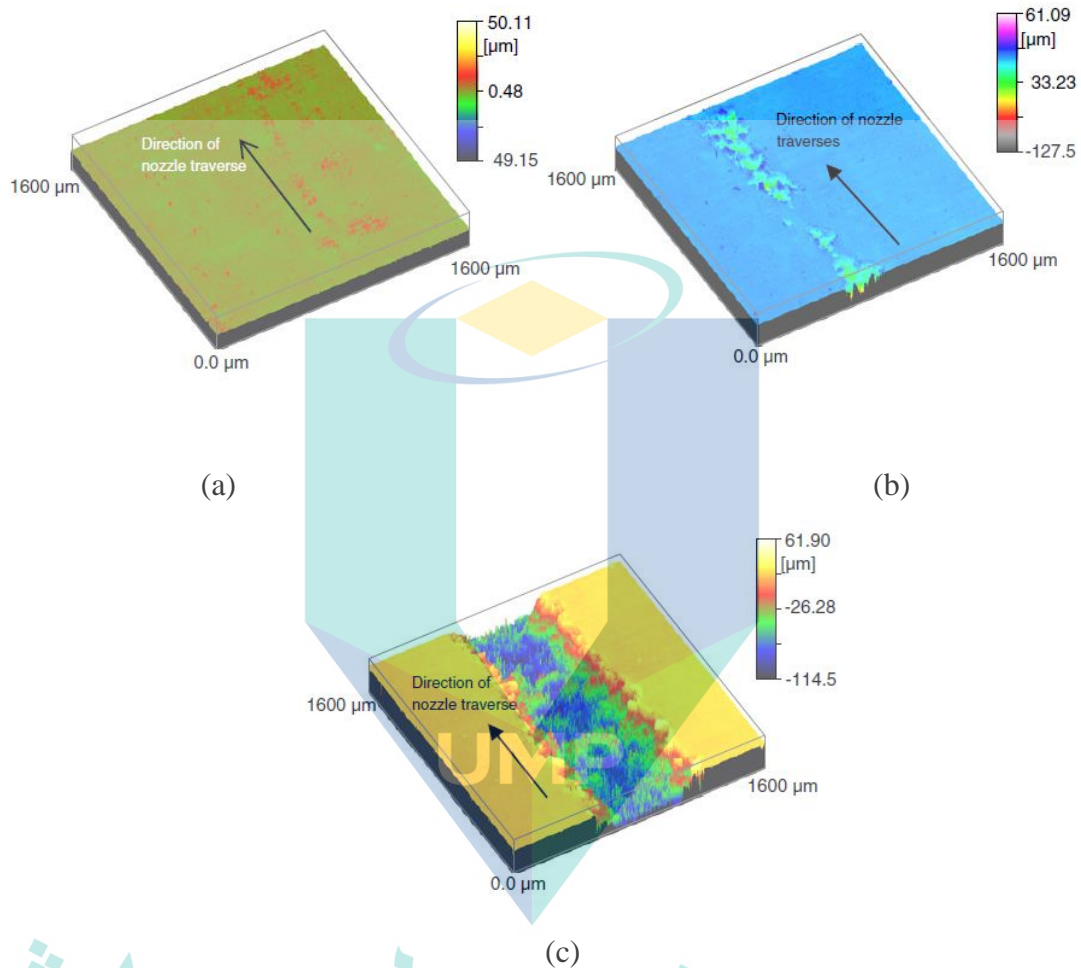 50.11
[µm]
0.48
49.15
Direction of
nozzle traverse
1600 µm
1600 µm
0.0 µm
(a)
61.09
[µm]
33.23
-127.5
Direction of nozzle
traverses
1600 µm
1600 µm
0.0 µm
(b)
61.90
[µm]
-26.28
-114.5
Direction of
nozzle traverse
1600 µm
UMP
1600 µm
0.0 µm
(c)